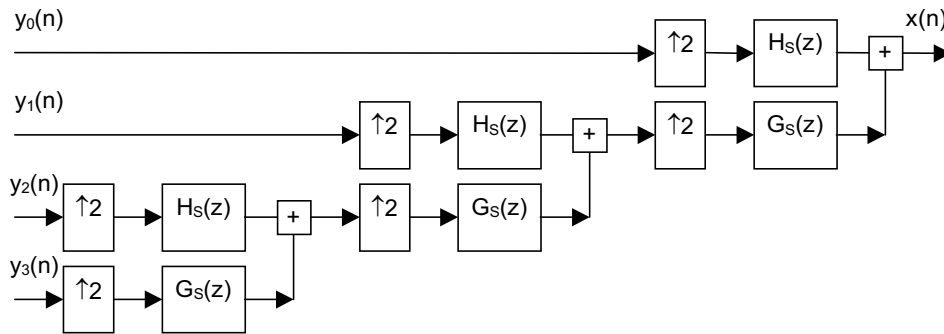 y₀(n) x(n)
↑2 Hₛ(z) +
y₁(n)
↑2 Hₛ(z) + ↑2 Gₛ(z)
y₂(n)
↑2 Hₛ(z) + ↑2 Gₛ(z)
y₃(n)
↑2 Gₛ(z)